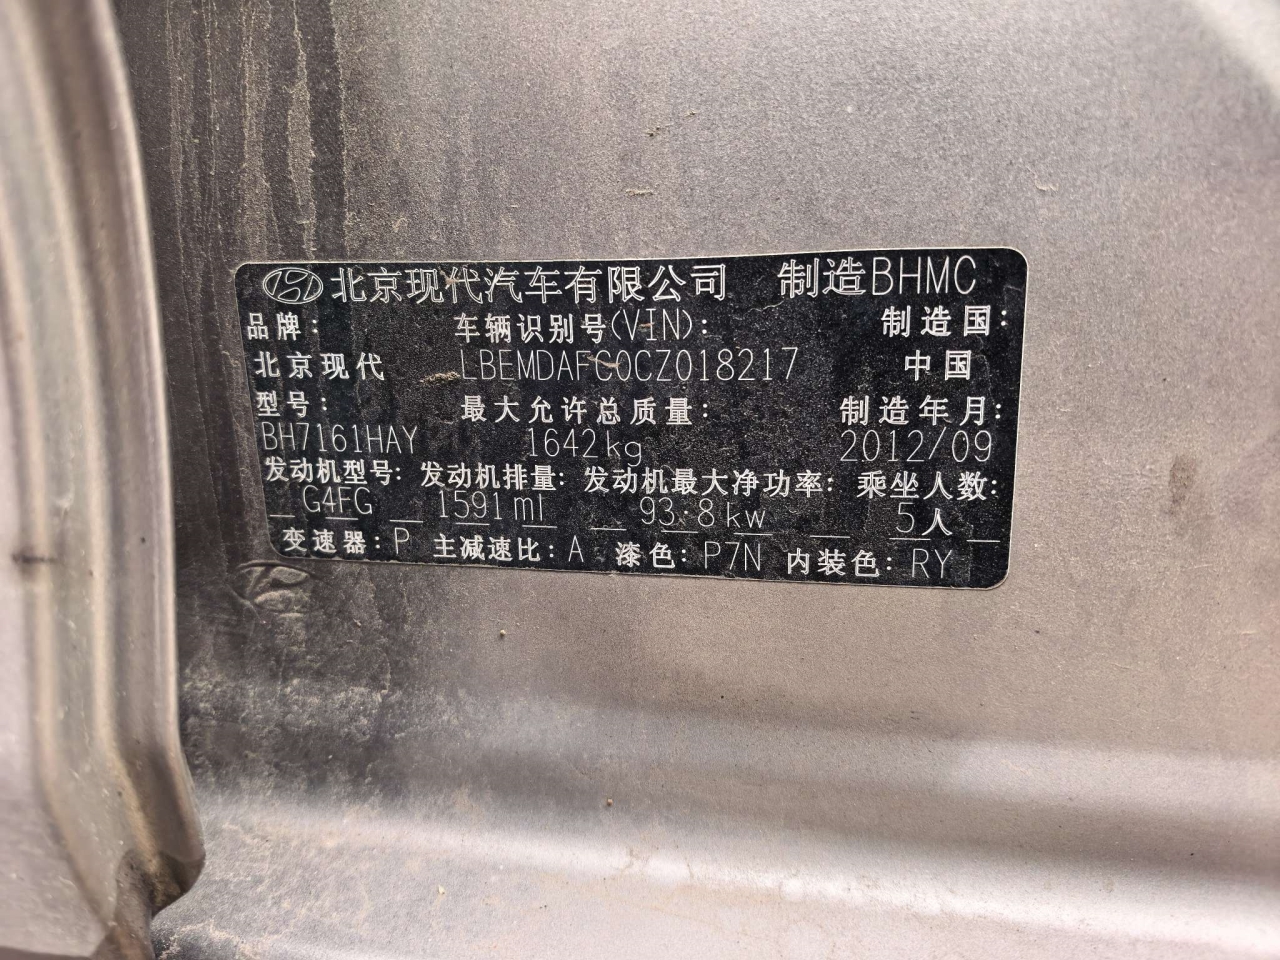 北京现代汽车有限公司 制造BHMC
品牌: 车辆识别号(VIN): 制造国:
北京现代 LBEMDAFC0CZ018217 中国
型号: 最大允许总质量: 制造年月:
BH7161HAY 1642kg 2012/09
发动机型号: 发动机排量: 发动机最大净功率: 乘坐人数:
G4FG 1591ml 93.8kw 5人
变速器: P 主减速比: A 漆色: P7N 内装色: RY